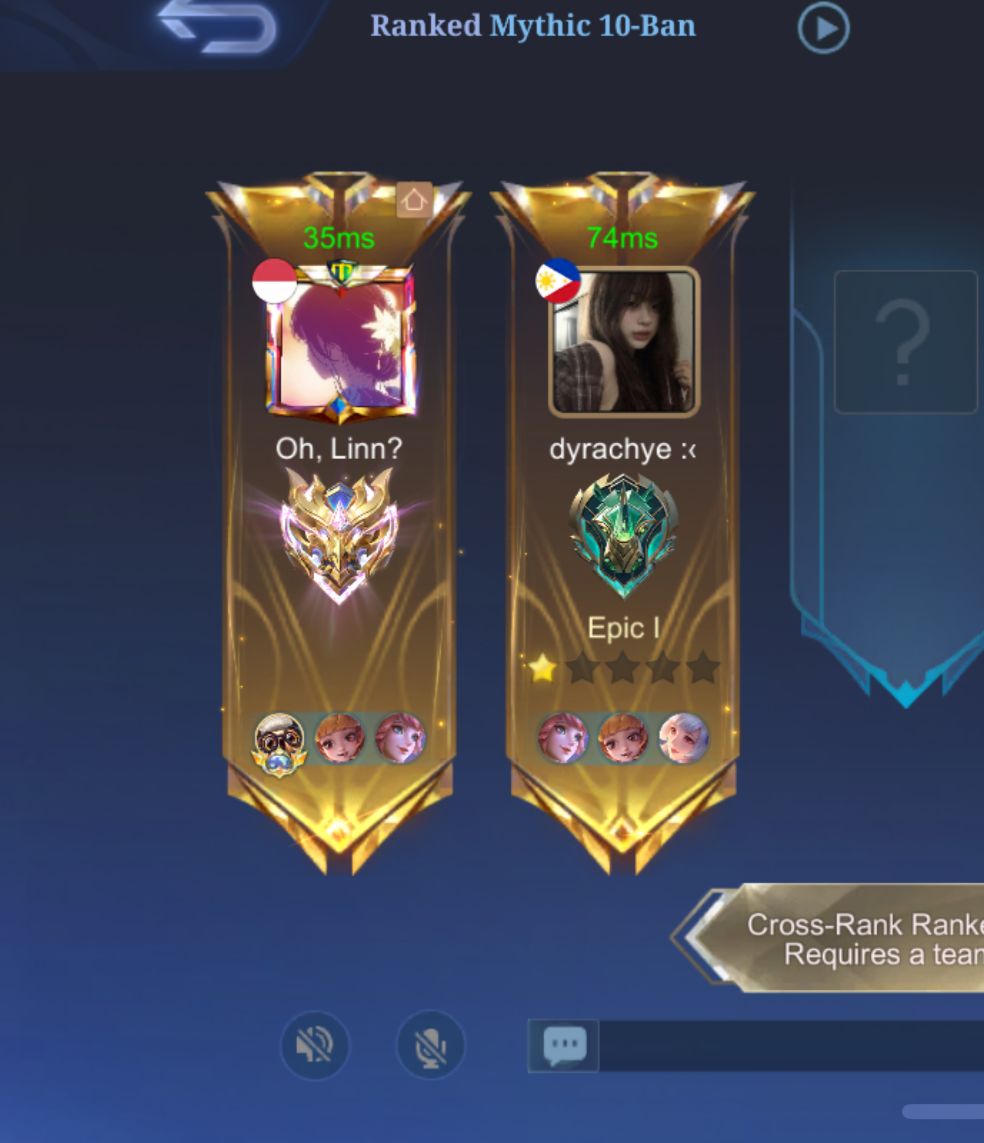 Ranked Mythic 10-Ban
35ms
74ms
Oh, Linn?
dyrachye :‹
Epic I
Cross-Rank Ranke
Requires a tean